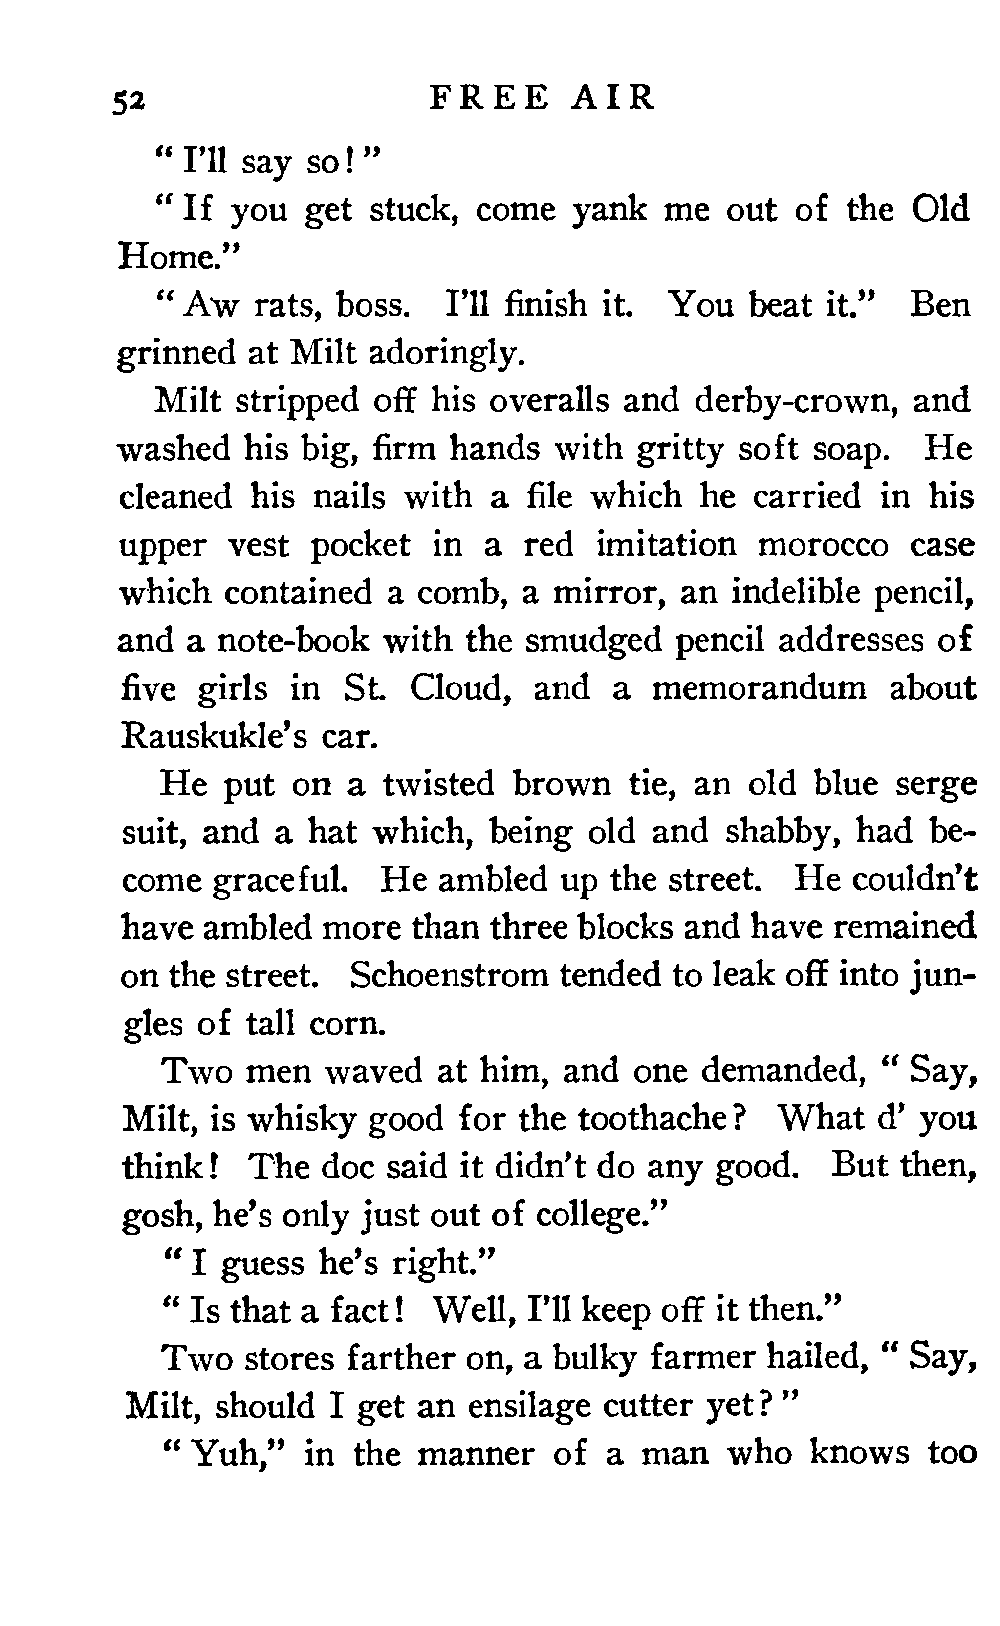 52 FREE AIR
" I'll say so! "
" If you get stuck, come yank me out of the Old
Home."
" Aw rats, boss. I'll finish it. You beat it." Ben
grinned at Milt adoringly.
Milt stripped off his overalls and derby-crown, and
washed his big, firm hands with gritty soft soap. He
cleaned his nails with a file which he carried in his
upper vest pocket in a red imitation morocco case
which contained a comb, a mirror, an indelible pencil,
and a note-book with the smudged pencil addresses of
five girls in St. Cloud, and a memorandum about
Rauskukle's car.
He put on a twisted brown tie, an old blue serge
suit, and a hat which, being old and shabby, had be-
come graceful. He ambled up the street. He couldn't
have ambled more than three blocks and have remained
on the street. Schoenstrom tended to leak off into jun-
gles of tall corn.
Two men waved at him, and one demanded, " Say,
Milt, is whisky good for the toothache? What d' you
think! The doc said it didn't do any good. But then,
gosh, he's only just out of college."
" I guess he's right."
" Is that a fact! Well, I'll keep off it then."
Two stores farther on, a bulky farmer hailed, " Say,
Milt, should I get an ensilage cutter yet? "
" Yuh," in the manner of a man who knows too